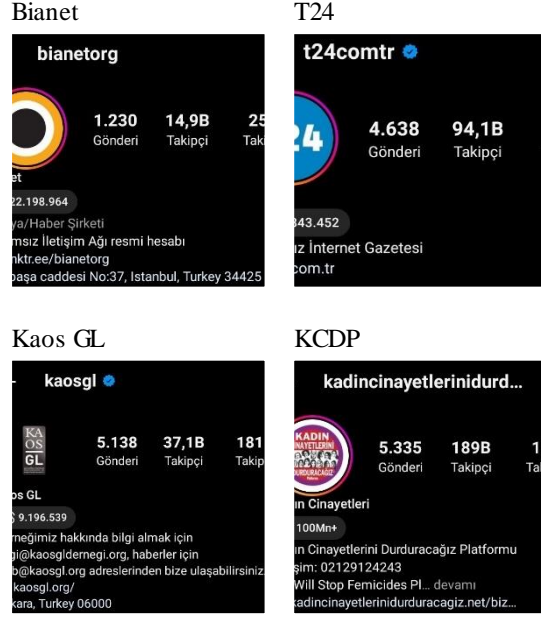 Bianet
bianetorg
1.230 14,9B 25
Gönderi Takipçi Tak
et
22.198.964
ya/Haber Şirketi
msız İletişim Ağı resmi hesabı
nktr.ee/bianetorg
paşa caddesi No:37, Istanbul, Turkey 34425
T24
t24comtr
24
4.638 94,1B
Gönderi Takipçi
343.452
ız İnternet Gazetesi
com.tr
Kaos GL
kaosgl
KA
OS
GL
5.138 37,1B 181
Gönderi Takipçi Takip
os GL
9.196.539
rneğimiz hakkında bilgi almak için
gi@kaosgldernegi.org, haberler için
b@kaosgl.org adreslerinden bize ulaşabilirsiniz.
kaosgl.org/
kara, Turkey 06000
KCDP
kadincinayetlerinidurd...
KADIN
CİNAYETLERİNİ
DURDURACAĞIZ
5.335 189B 1
Gönderi Takipçi Tak
ın Cinayetleri
100Mn+
ın Cinayetlerini Durduracağız Platformu
şim: 02129124243
Will Stop Femicides Pl... devamı
kadincinayetlerinidurduracagiz.net/biz...